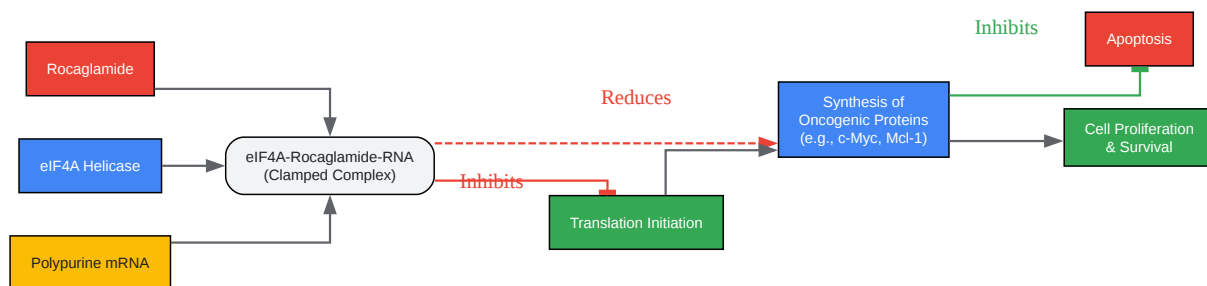 Rocaglamide
eIF4A Helicase
Polypurine mRNA
eIF4A-Rocaglamide-RNA
(Clamped Complex)
Reduces
Inhibits
Translation Initiation
Synthesis of
Oncogenic Proteins
(e.g., c-Myc, Mcl-1)
Inhibits
Apoptosis
Cell Proliferation
& Survival